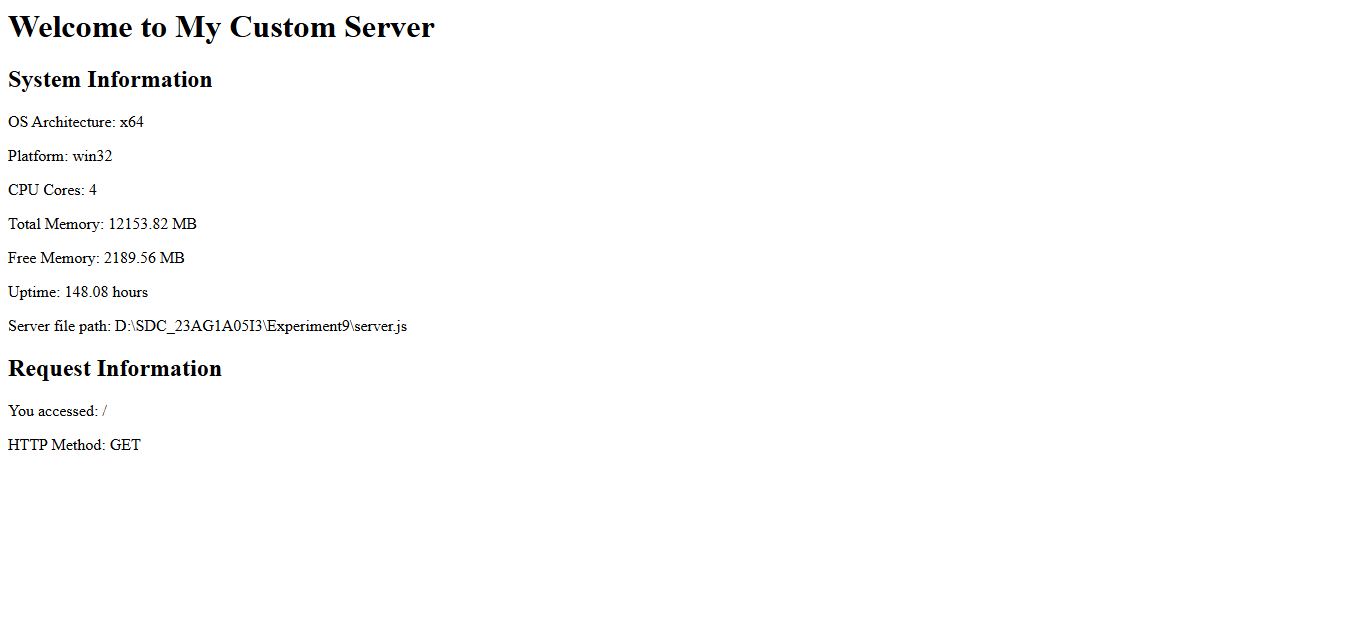 Welcome to My Custom Server
System Information
OS Architecture: x64
Platform: win32
CPU Cores: 4
Total Memory: 12153.82 MB
Free Memory: 2189.56 MB
Uptime: 148.08 hours
Server file path: D:\SDC_23AG1A05I3\Experiment9\server.js
Request Information
You accessed: /
HTTP Method: GET